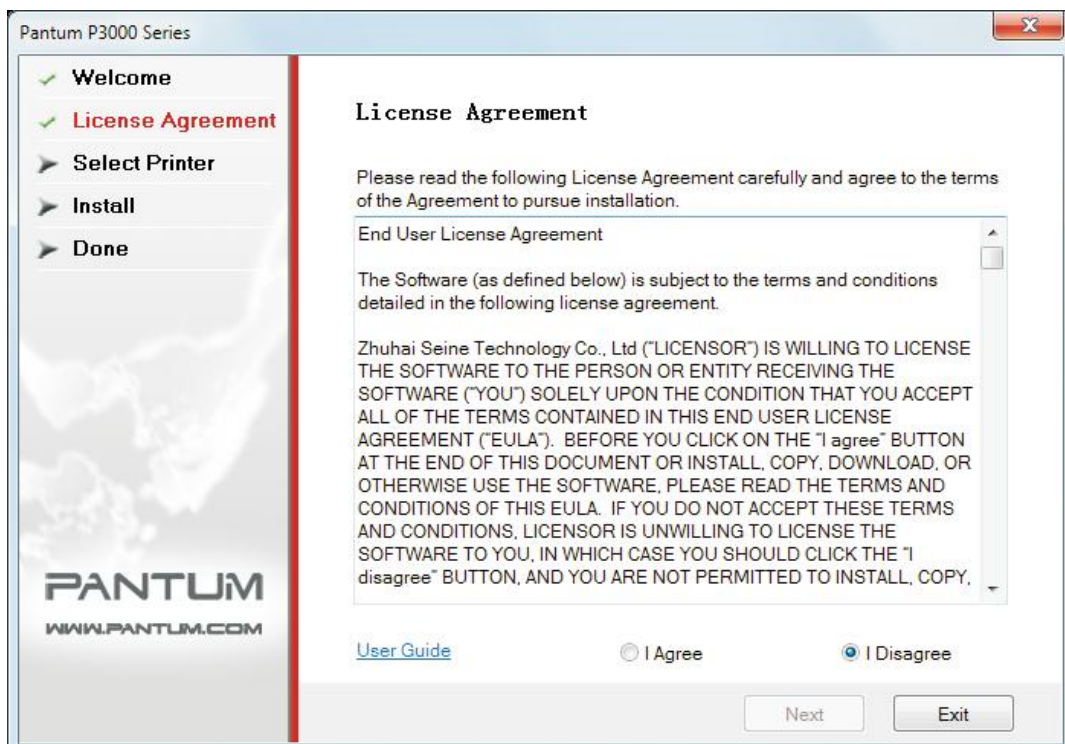 Pantum P3000 Series
Welcome
License Agreement
Select Printer
Install
Done
PANTUM
WWW.PANTUM.COM
License Agreement
Please read the following License Agreement carefully and agree to the terms
of the Agreement to pursue installation.
End User License Agreement
The Software (as defined below) is subject to the terms and conditions
detailed in the following license agreement.
Zhuhai Seine Technology Co., Ltd (“LICENSOR”) IS WILLING TO LICENSE
THE SOFTWARE TO THE PERSON OR ENTITY RECEIVING THE
SOFTWARE (“YOU”) SOLELY UPON THE CONDITION THAT YOU ACCEPT
ALL OF THE TERMS CONTAINED IN THIS END USER LICENSE
AGREEMENT (“EULA”).  BEFORE YOU CLICK ON THE “I agree” BUTTON
AT THE END OF THIS DOCUMENT OR INSTALL, COPY, DOWNLOAD, OR
OTHERWISE USE THE SOFTWARE, PLEASE READ THE TERMS AND
CONDITIONS OF THIS EULA.  IF YOU DO NOT ACCEPT THESE TERMS
AND CONDITIONS, LICENSOR IS UNWILLING TO LICENSE THE
SOFTWARE TO YOU, IN WHICH CASE YOU SHOULD CLICK THE “I
disagree” BUTTON, AND YOU ARE NOT PERMITTED TO INSTALL, COPY,
User Guide
I Agree
I Disagree
Next
Exit